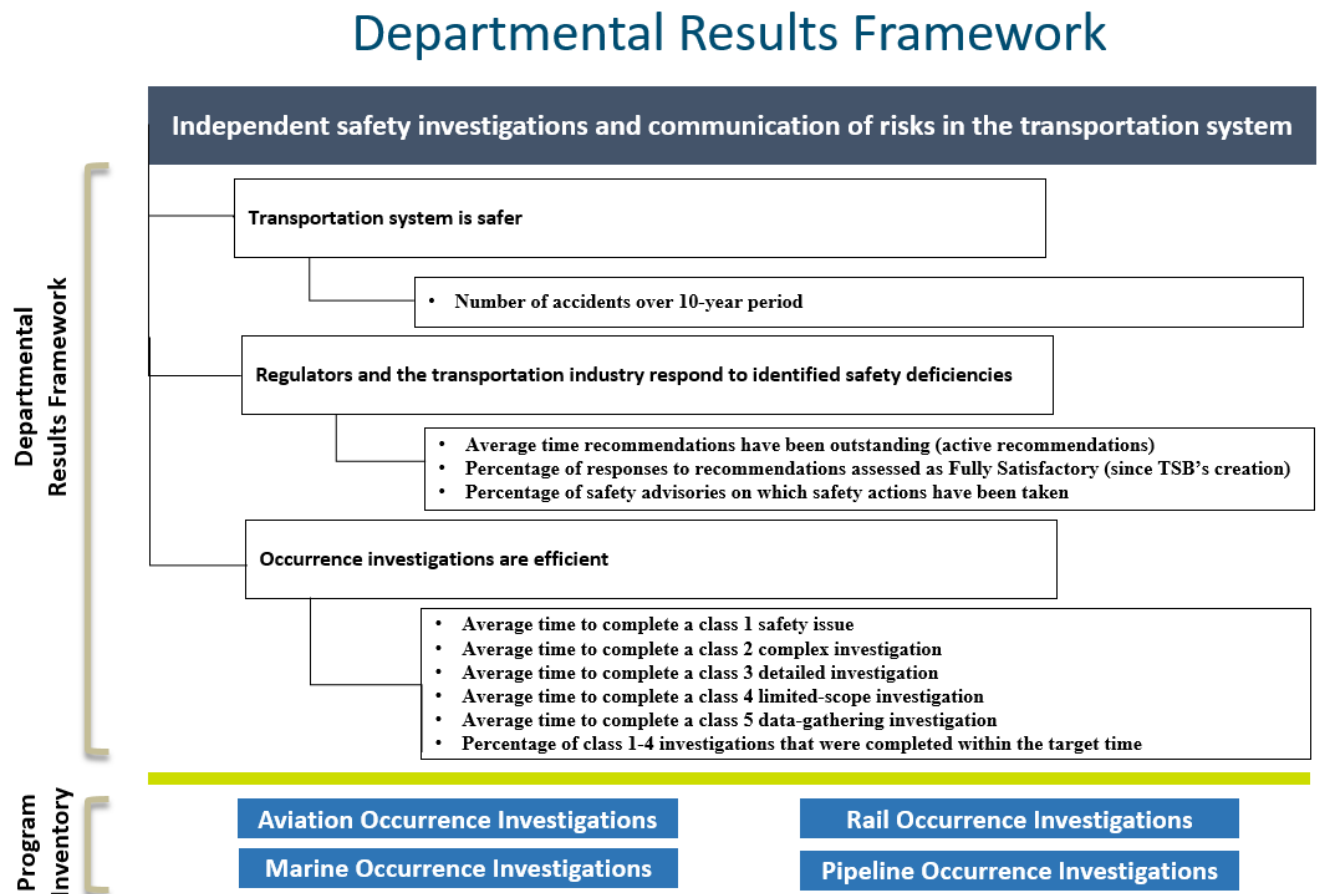 Departmental Results Framework
Independent safety investigations and communication of risks in the transportation system
Departmental
Results Framework
Transportation system is safer
• Number of accidents over 10-year period
Regulators and the transportation industry respond to identified safety deficiencies
• Average time recommendations have been outstanding (active recommendations)
• Percentage of responses to recommendations assessed as Fully Satisfactory (since TSB's creation)
• Percentage of safety advisories on which safety actions have been taken
Occurrence investigations are efficient
• Average time to complete a class 1 safety issue
• Average time to complete a class 2 complex investigation
• Average time to complete a class 3 detailed investigation
• Average time to complete a class 4 limited-scope investigation
• Average time to complete a class 5 data-gathering investigation
• Percentage of class 1-4 investigations that were completed within the target time
Program
Inventory
Aviation Occurrence Investigations
Rail Occurrence Investigations
Marine Occurrence Investigations
Pipeline Occurrence Investigations